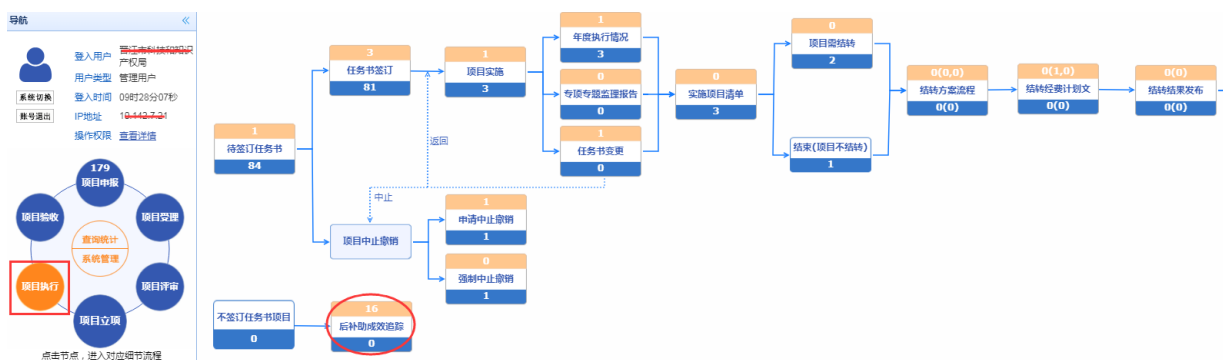 导航
登入用户 晋江市科技和知识
产权局
用户类型 管理用户
系统切换
登入时间 09时28分07秒
账号退出
IP地址 10.142.7.21
操作权限 查看详情
179
项目申报
项目验收
项目受理
查询统计
系统管理
项目执行
项目评审
项目立项
点击节点，进入对应细节流程
1
待签订任务书
84
3
任务书签订
81
1
项目实施
3
1
年度执行情况
3
0
专项专题监理报告
0
1
任务书变更
0
0
实施项目清单
3
0
项目需结转
2
结束(项目不结转)
1
0(0,0)
结转方案流程
0(0)
0(1,0)
结转经费计划文
0(0)
0(0)
结转结果发布
0(0)
返回
中止
项目中止撤销
1
申请中止撤销
1
0
强制中止撤销
1
不签订任务书项目
0
16
后补助成效追踪
0